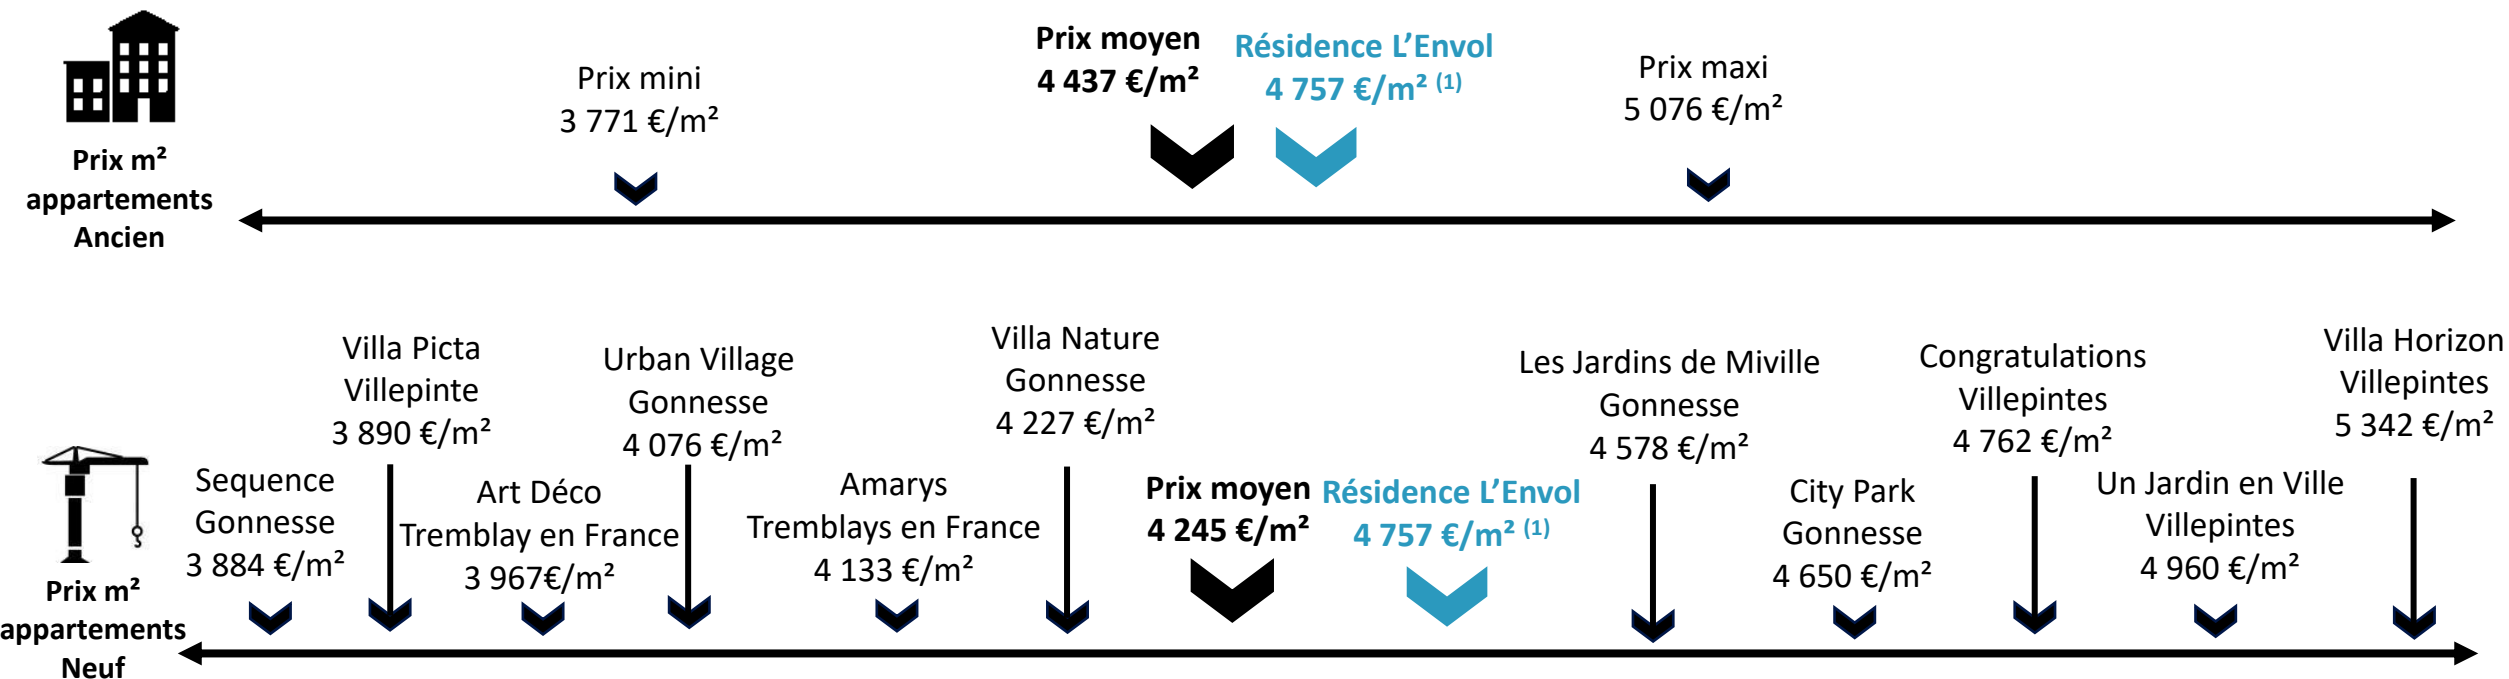 Prix m²
appartements
Ancien
Prix mini
3 771 €/m²
Prix moyen
4 437 €/m²
Résidence L’Envol
4 757 €/m² (1)
Prix maxi
5 076 €/m²
Prix m²
appartements
Neuf
Sequence
Gonnesse
3 884 €/m²
Villa Picta
Villepinte
3 890 €/m²
Art Déco
Tremblay en France
3 967€/m²
Urban Village
Gonnesse
4 076 €/m²
Amarys
Tremblays en France
4 133 €/m²
Villa Nature
Gonnesse
4 227 €/m²
Prix moyen
4 245 €/m²
Résidence L’Envol
4 757 €/m² (1)
Les Jardins de Miville
Gonnesse
4 578 €/m²
City Park
Gonnesse
4 650 €/m²
Congratulations
Villepintes
4 762 €/m²
Un Jardin en Ville
Villepintes
4 960 €/m²
Villa Horizon
Villepintes
5 342 €/m²